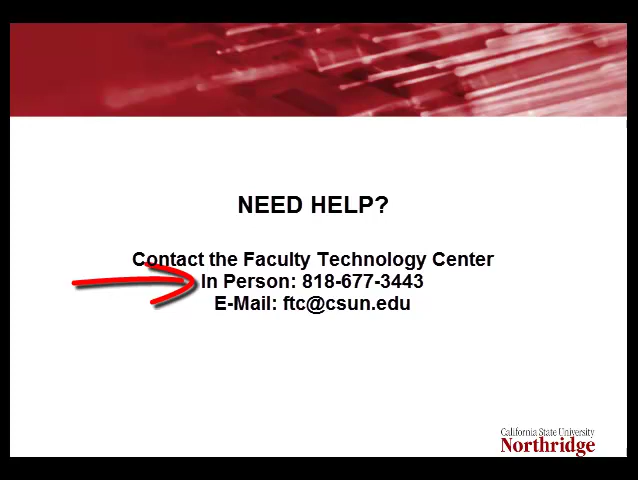 NEED HELP?
Contact the Faculty Technology Center
In Person: 818-677-3443
E-Mail: ftc@csun.edu
California State University
Northridge